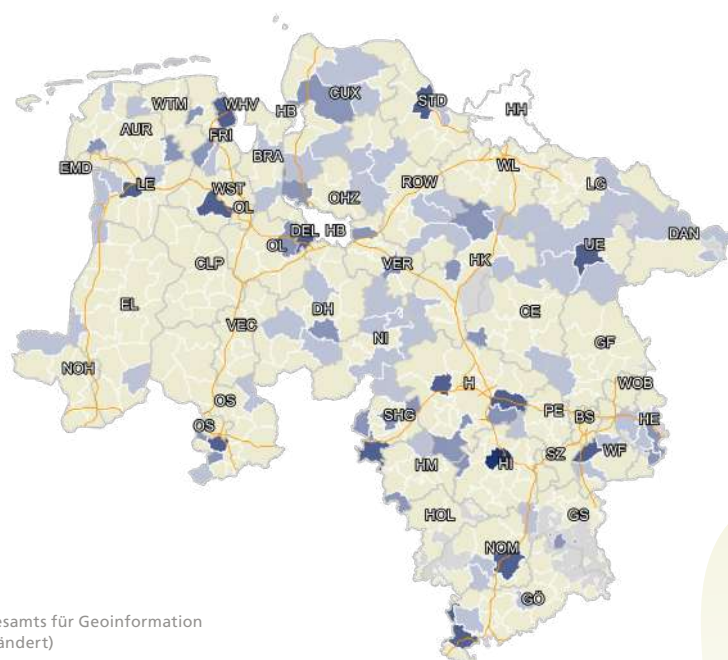 CUX
STD
WTM
WHV
HB
HH
AUR
FRI
EMD
BRA
WL
LE
WST
OHZ
ROW
LG
OL
DAN
DEL
HB
OL
UE
CLP
VER
HK
EL
DH
CE
VEC
NI
GF
NOH
H
WOB
OS
SHG
PE
BS
HE
OS
HM
HI
SZ
WF
HOL
GS
NOM
GÖ
esamts für Geoinformation
ändert)